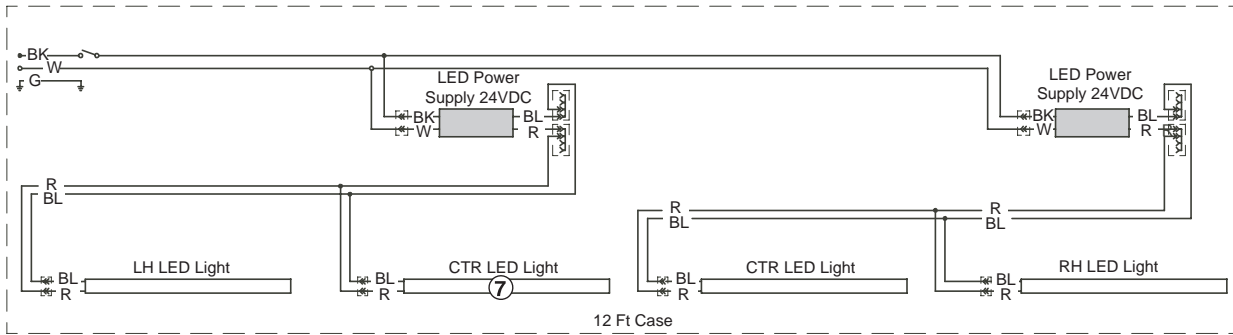 BK
W
G
LED Power
Supply 24VDC
BK
BL
W
R
LED Power
Supply 24VDC
BK
BL
W
R
R
R
BL
R
BL
R
BL
LH LED Light
BL
R
CTR LED Light
BL
R
7
CTR LED Light
BL
R
RH LED Light
BL
R
12 Ft Case